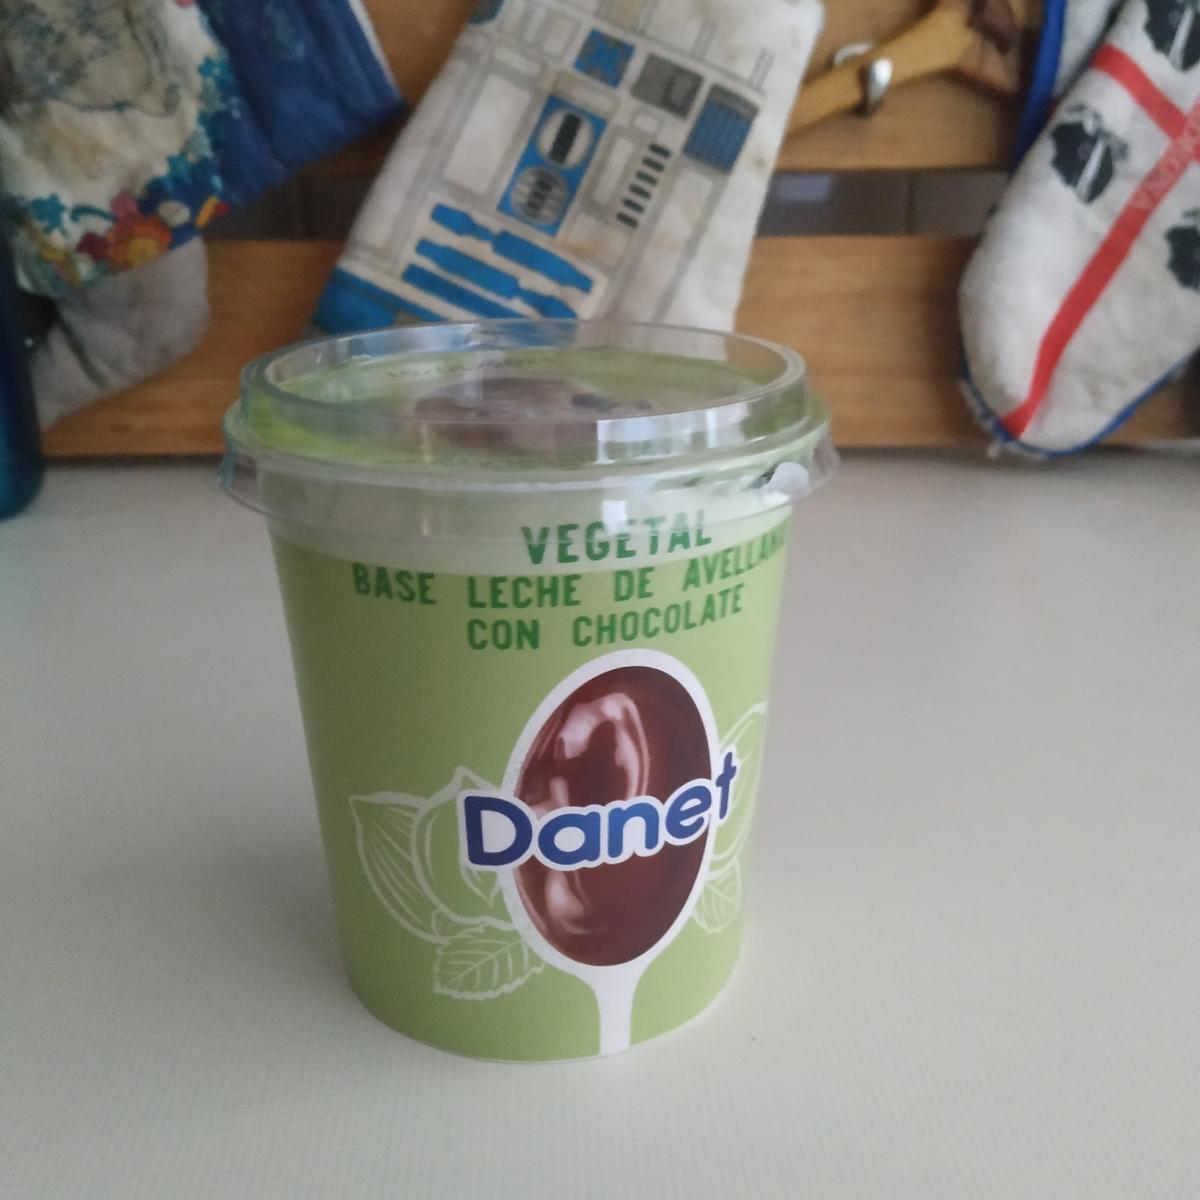 VEGETAL
BASE LECHE DE AVELLANA
CON CHOCOLATE
Danet